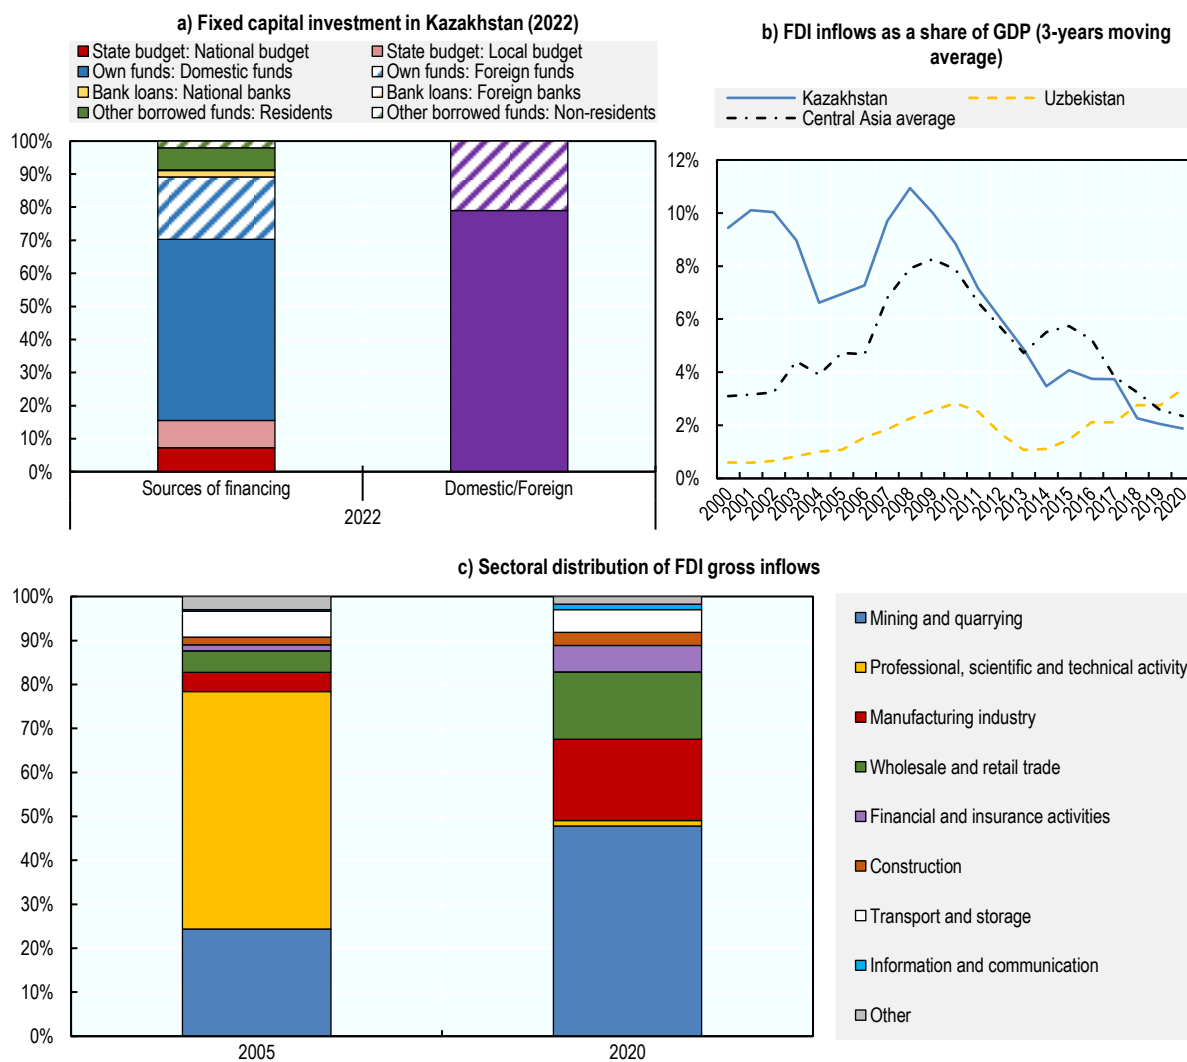 a) Fixed capital investment in Kazakhstan (2022)
State budget: National budget
State budget: Local budget
Own funds: Domestic funds
Own funds: Foreign funds
Bank loans: National banks
Bank loans: Foreign banks
Other borrowed funds: Residents
Other borrowed funds: Non-residents
100%
90%
80%
70%
60%
50%
40%
30%
20%
10%
0%
Sources of financing
Domestic/Foreign
2022
b) FDI inflows as a share of GDP (3-years moving
average)
Kazakhstan
Uzbekistan
Central Asia average
12%
10%
8%
6%
4%
2%
0%
2000
2001
2002
2003
2004
2005
2006
2007
2008
2009
2010
2011
2012
2013
2014
2015
2016
2017
2018
2019
2020
c) Sectoral distribution of FDI gross inflows
100%
90%
80%
70%
60%
50%
40%
30%
20%
10%
0%
2005
2020
Mining and quarrying
Professional, scientific and technical activity
Manufacturing industry
Wholesale and retail trade
Financial and insurance activities
Construction
Transport and storage
Information and communication
Other